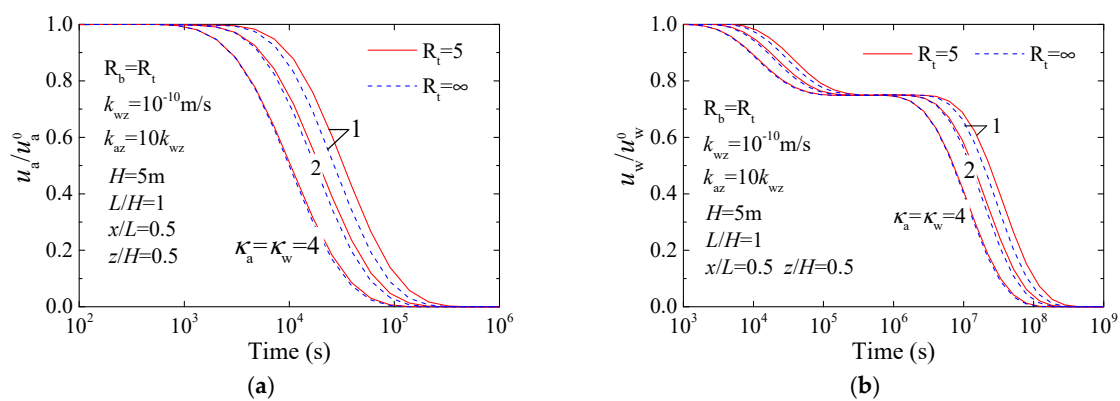 1.0
0.8
0.6
0.4
0.2
0.0
u_a/u_a^0
R_t=5
R_t=∞
R_b=R_t
k_wz=10^-10 m/s
k_az=10k_wz
H=5m
L/H=1
x/L=0.5
z/H=0.5
1
2
κ_a=κ_w=4
10^2 10^3 10^4 10^5 10^6
Time (s)
(a)
1.0
0.8
0.6
0.4
0.2
0.0
u_w/u_w^0
R_t=5 R_t=∞
R_b=R_t
k_wz=10^-10 m/s
k_az=10k_wz
H=5m
L/H=1
x/L=0.5 z/H=0.5
1
2
κ_a=κ_w=4
10^3 10^4 10^5 10^6 10^7 10^8 10^9
Time (s)
(b)